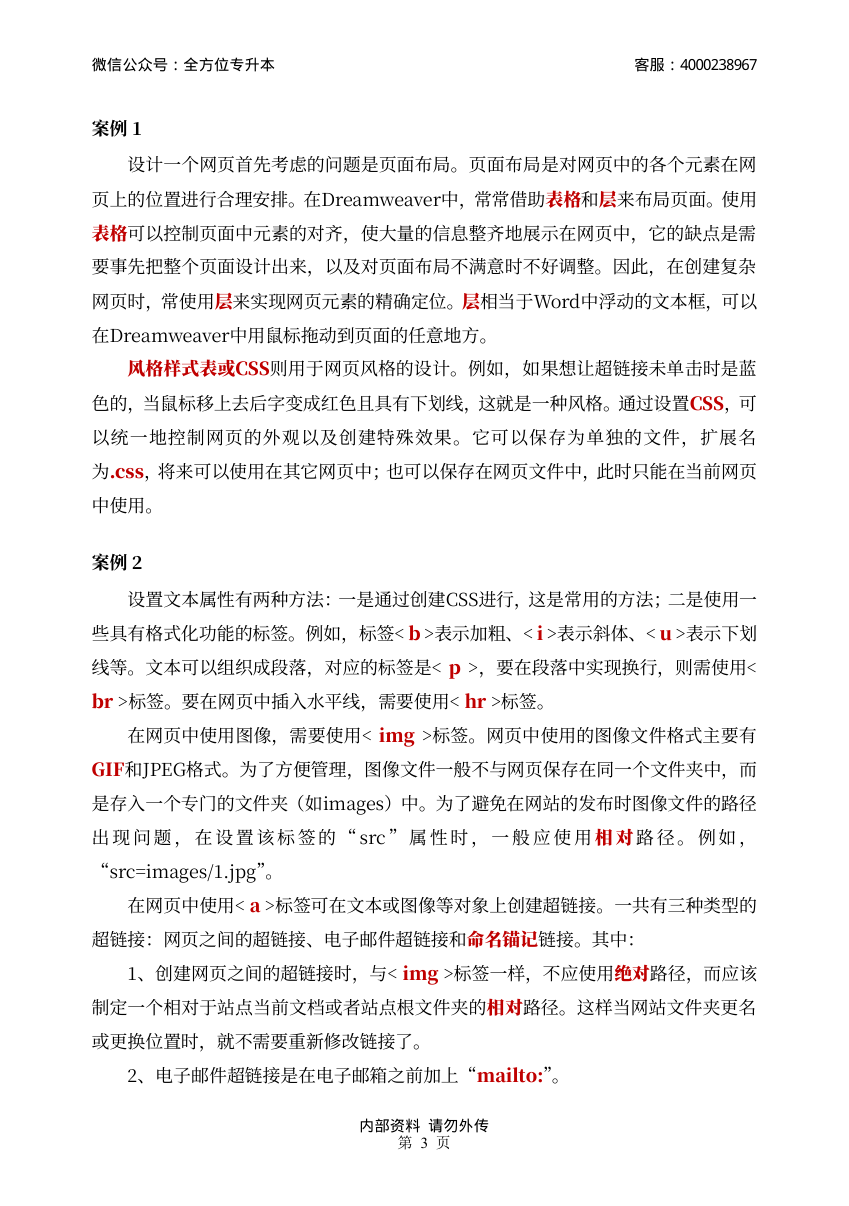 微信公众号：全方位专升本
客服：4000238967
案例 1
设计一个网页首先考虑的问题是页面布局。页面布局是对网页中的各个元素在网
页上的位置进行合理安排。在Dreamweaver中，常常借助表格和层来布局页面。使用
表格可以控制页面中元素的对齐，使大量的信息整齐地展示在网页中，它的缺点是需
要事先把整个页面设计出来，以及对页面布局不满意时不好调整。因此，在创建复杂
网页时，常使用层来实现网页元素的精确定位。层相当于Word中浮动的文本框，可以
在Dreamweaver中用鼠标拖动到页面的任意地方。
风格样式表或CSS则用于网页风格的设计。例如，如果想让超链接未单击时是蓝
色的，当鼠标移上去后字变成红色且具有下划线，这就是一种风格。通过设置CSS，可
以统一地控制网页的外观以及创建特殊效果。它可以保存为单独的文件，扩展名
为.css，将来可以使用在其它网页中；也可以保存在网页文件中，此时只能在当前网页
中使用。
案例 2
设置文本属性有两种方法：一是通过创建CSS进行，这是常用的方法；二是使用一
些具有格式化功能的标签。例如，标签< b >表示加粗、< i >表示斜体、< u >表示下划
线等。文本可以组织成段落，对应的标签是< p >，要在段落中实现换行，则需使用<
br >标签。要在网页中插入水平线，需要使用< hr >标签。
在网页中使用图像，需要使用< img >标签。网页中使用的图像文件格式主要有
GIF和JPEG格式。为了方便管理，图像文件一般不与网页保存在同一个文件夹中，而
是存入一个专门的文件夹（如images）中。为了避免在网站的发布时图像文件的路径
出现问题，在设置该标签的“src”属性时，一般应使用相对路径。例如，
“src=images/1.jpg”。
在网页中使用< a >标签可在文本或图像等对象上创建超链接。一共有三种类型的
超链接：网页之间的超链接、电子邮件超链接和命名锚记链接。其中：
1、创建网页之间的超链接时，与< img >标签一样，不应使用绝对路径，而应该
制定一个相对于站点当前文档或者站点根文件夹的相对路径。这样当网站文件夹更名
或更换位置时，就不需要重新修改链接了。
2、电子邮件超链接是在电子邮箱之前加上“mailto:”。
内部资料 请勿外传
第 3 页